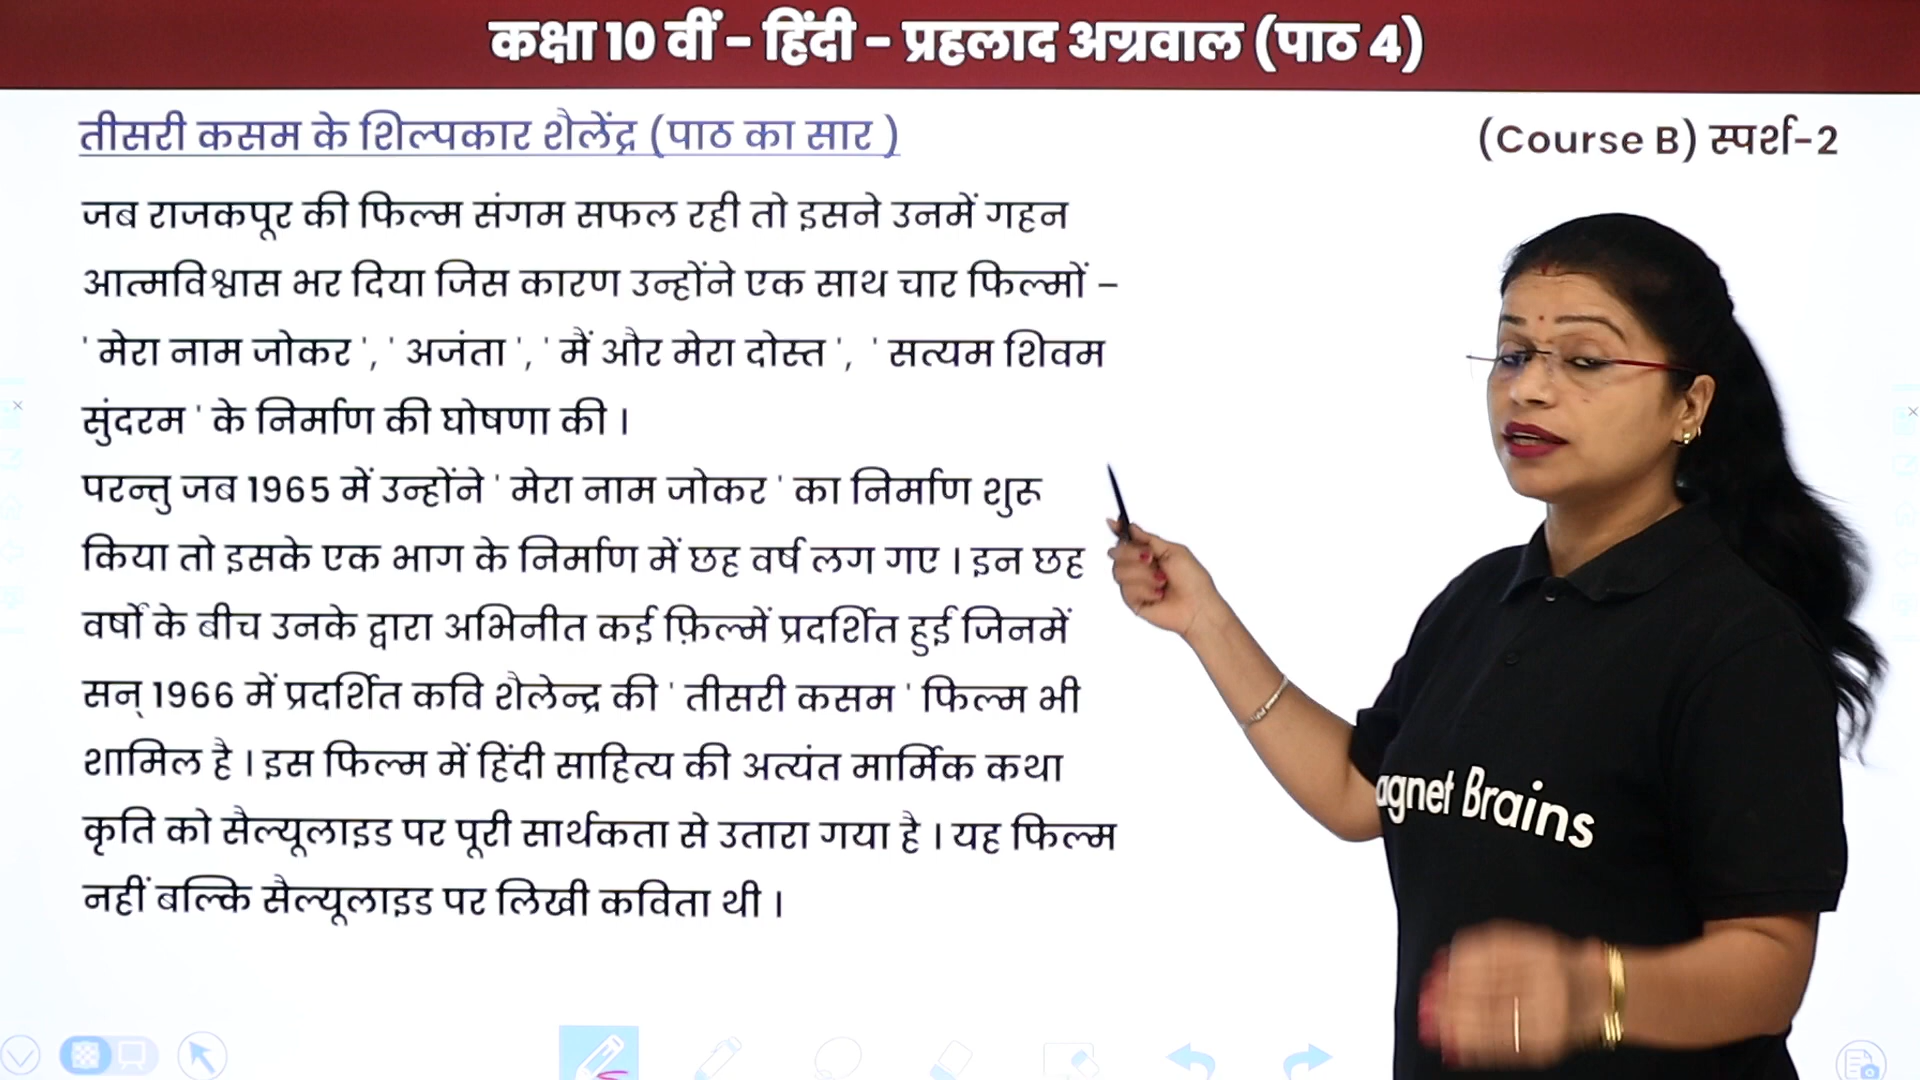 कक्षा 10 वीं - हिंदी - प्रहलाद अग्रवाल (पाठ 4)
तीसरी कसम के शिल्पकार शैलेंद्र (पाठ का सार )
(Course B) स्पर्श-2
जब राजकपूर की फिल्म संगम सफल रही तो इसने उनमें गहन
आत्मविश्वास भर दिया जिस कारण उन्होंने एक साथ चार फिल्मों –
' मेरा नाम जोकर ', ' अजंता ', ' मैं और मेरा दोस्त ', ' सत्यम शिवम
सुंदरम ' के निर्माण की घोषणा की ।
परन्तु जब 1965 में उन्होंने ' मेरा नाम जोकर ' का निर्माण शुरू
किया तो इसके एक भाग के निर्माण में छह वर्ष लग गए । इन छह
वर्षों के बीच उनके द्वारा अभिनीत कई फ़िल्में प्रदर्शित हुई जिनमें
सन् 1966 में प्रदर्शित कवि शैलेन्द्र की ' तीसरी कसम ' फिल्म भी
शामिल है । इस फिल्म में हिंदी साहित्य की अत्यंत मार्मिक कथा
कृति को सैल्यूलाइड पर पूरी सार्थकता से उतारा गया है । यह फिल्म
नहीं बल्कि सैल्यूलाइड पर लिखी कविता थी ।
agnet Brains